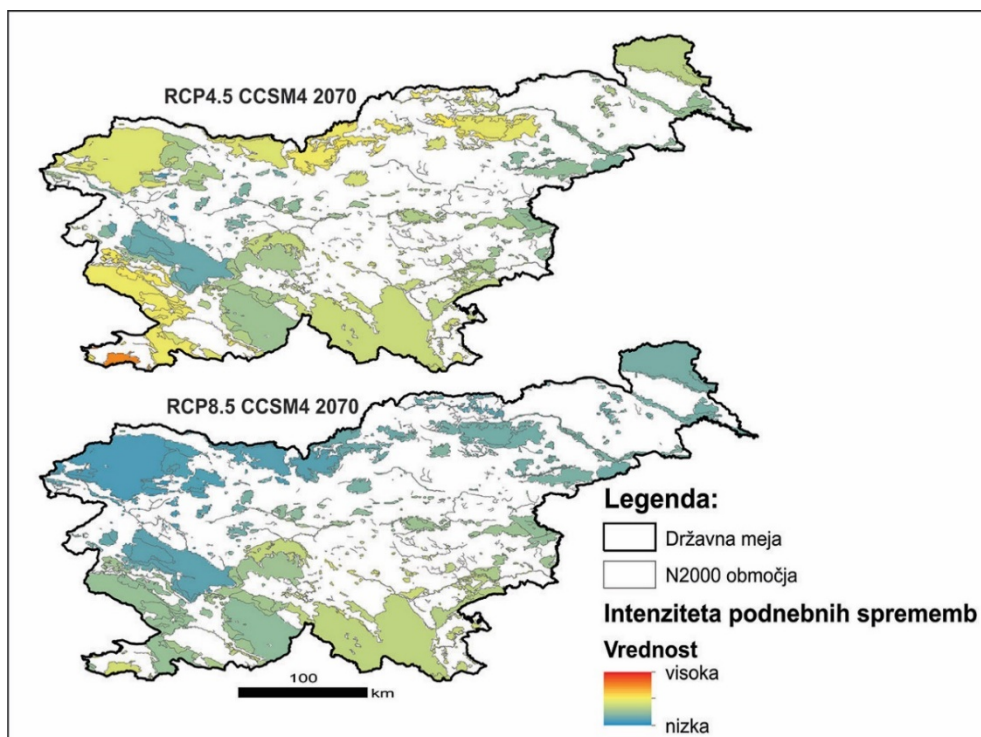 RCP4.5 CCSM4 2070
RCP8.5 CCSM4 2070
Legenda:
Državna meja
N2000 območja
Intenziteta podnebnih sprememb
Vrednost
visoka
nizka
100
km